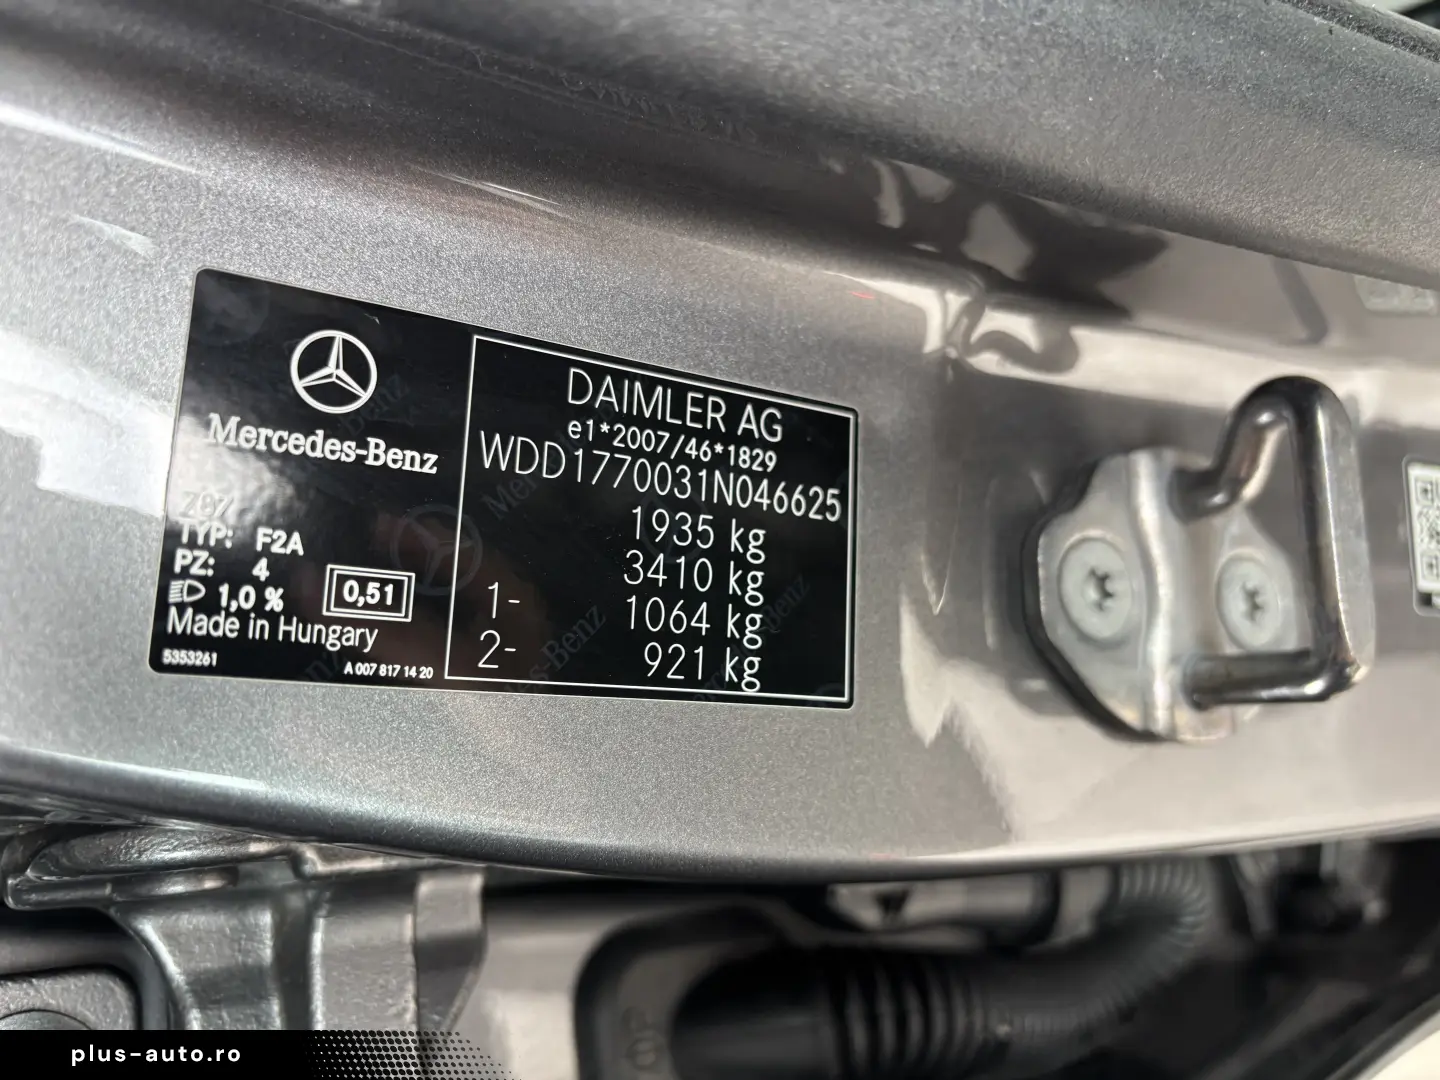 Mercedes-Benz
TYP: F2A
PZ: 4
1,0 % 0,51
Made in Hungary
5353261 A 007 817 14 20
DAIMLER AG
e1*2007/46*1829
WDD1770031N046625
1935 kg
3410 kg
1- 1064 kg
2- 921 kg
plus-auto.ro